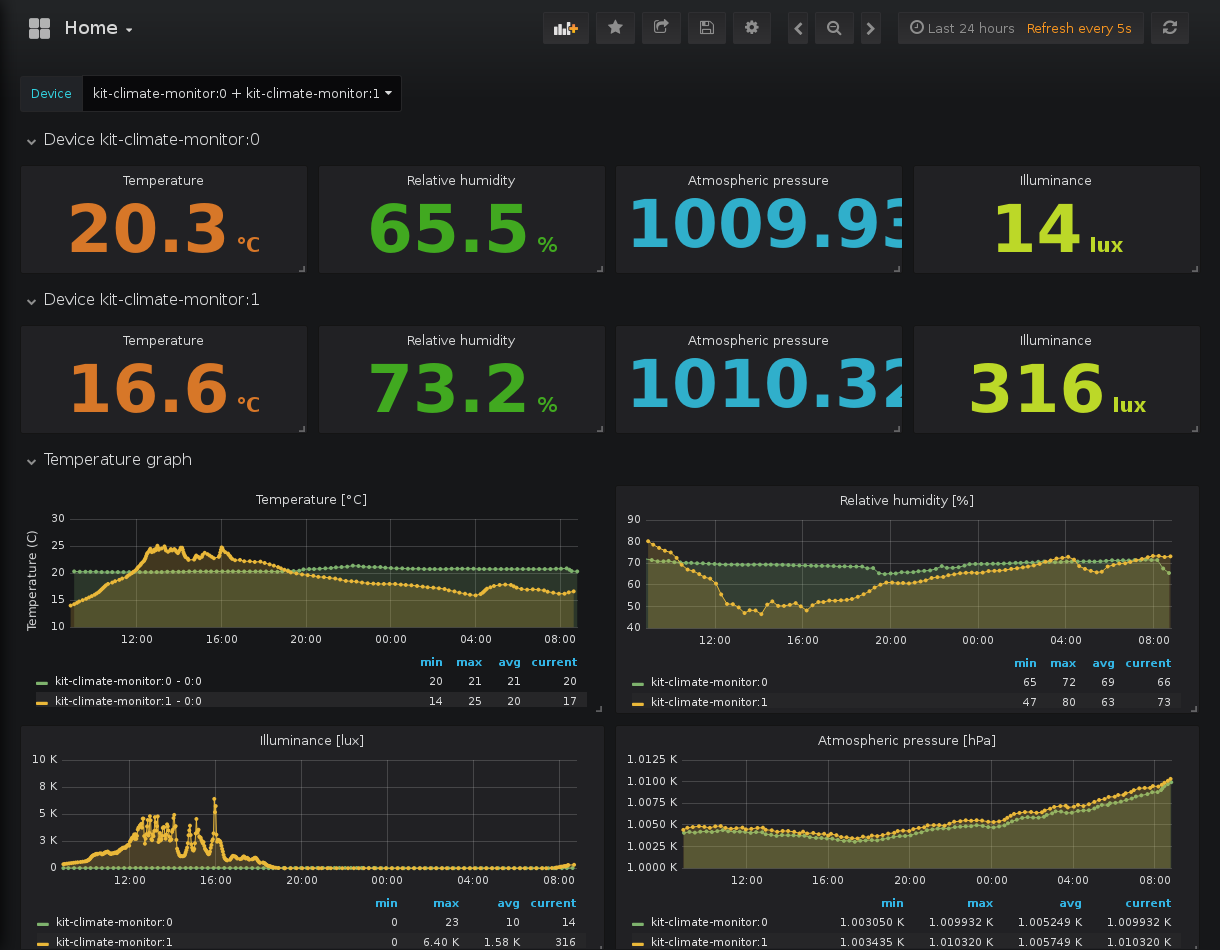 Home
Last 24 hours Refresh every 5s
Device kit-climate-monitor:0 + kit-climate-monitor:1
Device kit-climate-monitor:0
Temperature Relative humidity Atmospheric pressure Illuminance
20.3 °C 65.5 % 1009.93 14 lux
Device kit-climate-monitor:1
Temperature Relative humidity Atmospheric pressure Illuminance
16.6 °C 73.2 % 1010.32 316 lux
Temperature graph
Temperature [°C]
Temperature (C)
30
25
20
15
10
12:00 16:00 20:00 00:00 04:00 08:00
min max avg current
kit-climate-monitor:0 - 0:0 20 21 21 20
kit-climate-monitor:1 - 0:0 14 25 20 17
Relative humidity [%]
90
80
70
60
50
40
12:00 16:00 20:00 00:00 04:00 08:00
min max avg current
kit-climate-monitor:0 65 72 69 66
kit-climate-monitor:1 47 80 63 73
Illuminance [lux]
10 K
8 K
5 K
3 K
0
12:00 16:00 20:00 00:00 04:00 08:00
min max avg current
kit-climate-monitor:0 0 23 10 14
kit-climate-monitor:1 0 6.40 K 1.58 K 316
Atmospheric pressure [hPa]
1.0125 K
1.0100 K
1.0075 K
1.0050 K
1.0025 K
1.0000 K
12:00 16:00 20:00 00:00 04:00 08:00
min max avg current
kit-climate-monitor:0 1.003050 K 1.009932 K 1.005249 K 1.009932 K
kit-climate-monitor:1 1.003435 K 1.010320 K 1.005749 K 1.010320 K